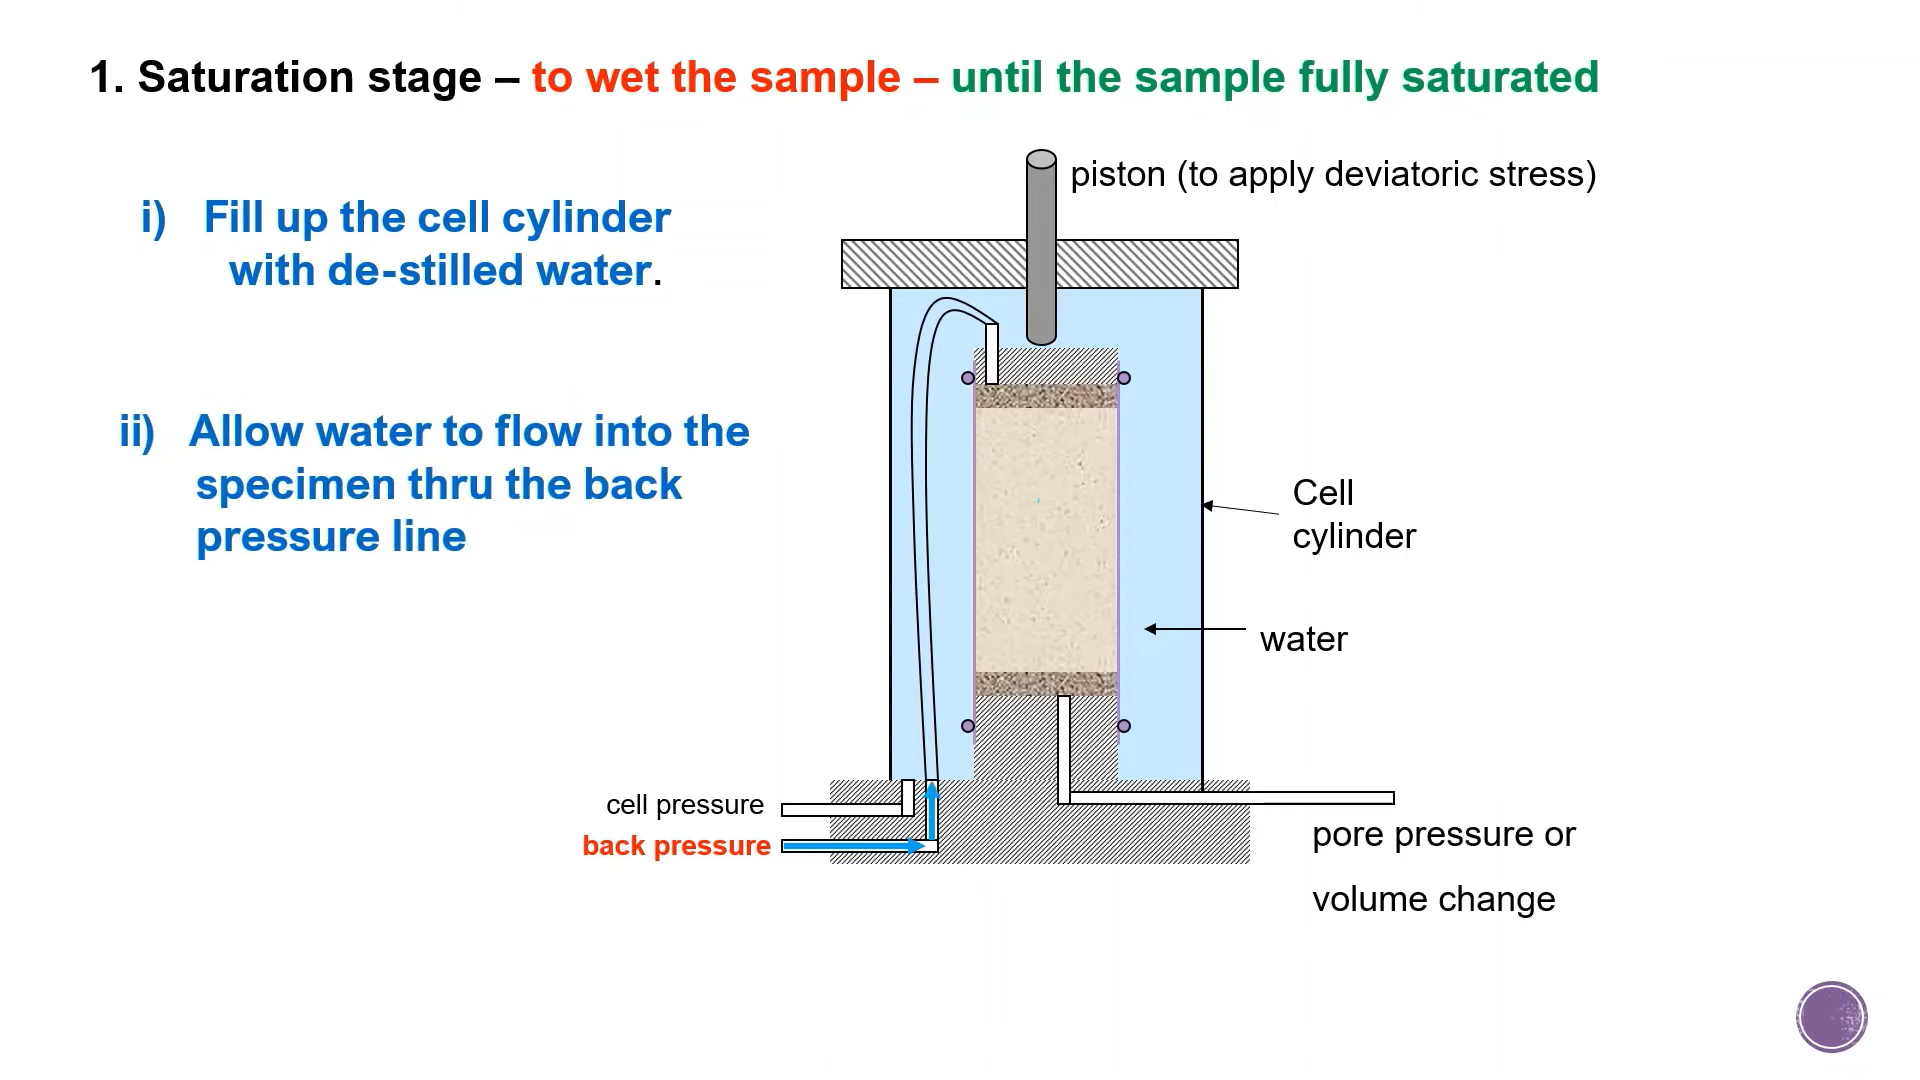 1. Saturation stage – to wet the sample – until the sample fully saturated
piston (to apply deviatoric stress)
i) Fill up the cell cylinder
with de-stilled water.
ii) Allow water to flow into the
specimen thru the back
pressure line
Cell
cylinder
water
cell pressure
back pressure
pore pressure or
volume change